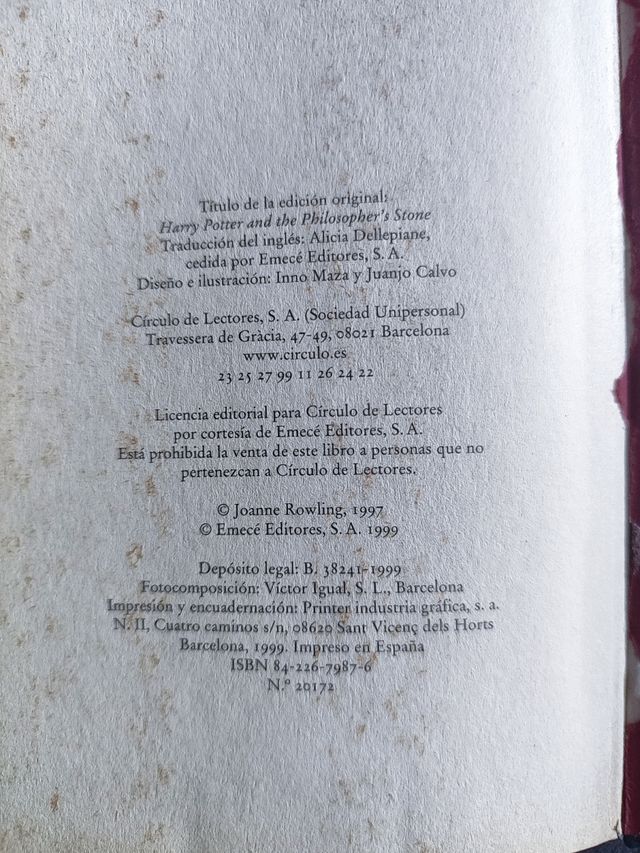 Título de la edición original:
Harry Potter and the Philosopher's Stone
Traducción del inglés: Alicia Dellepiane,
cedida por Emecé Editores, S. A.
Diseño e ilustración: Inno Maza y Juanjo Calvo
Círculo de Lectores, S. A. (Sociedad Unipersonal)
Travessera de Gràcia, 47-49, 08021 Barcelona
www.circulo.es
23 25 27 99 11 26 24 22
Licencia editorial para Círculo de Lectores
por cortesía de Emecé Editores, S. A.
Está prohibida la venta de este libro a personas que no
pertenezcan a Círculo de Lectores.
© Joanne Rowling, 1997
© Emecé Editores, S. A. 1999
Depósito legal: B. 38241-1999
Fotocomposición: Víctor Igual, S. L., Barcelona
Impresión y encuadernación: Printer industria gráfica, s. a.
N. II, Cuatro caminos s/n, 08620 Sant Vicenç dels Horts
Barcelona, 1999. Impreso en España
ISBN 84-226-7987-6
N.º 20172